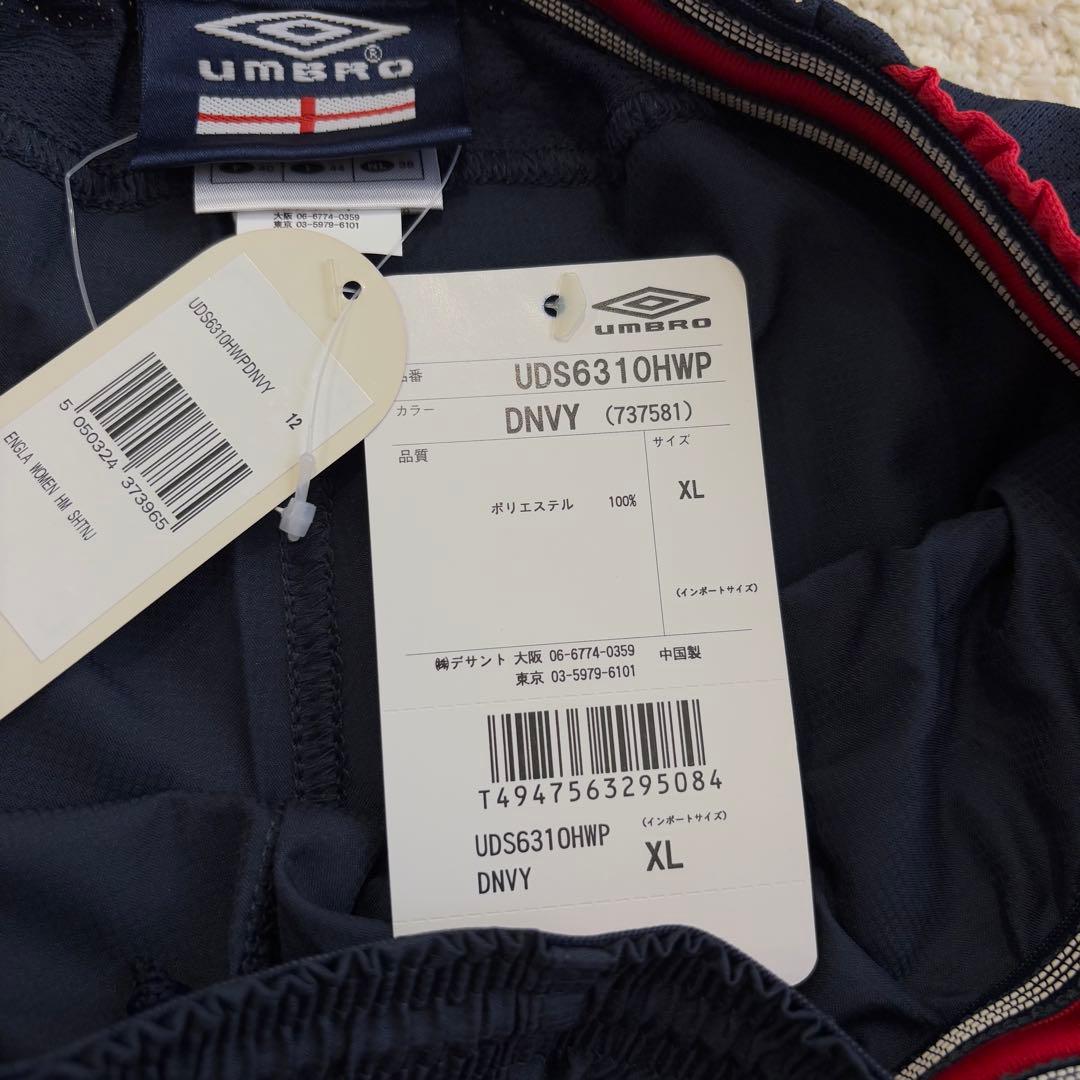 UMBRO®
大阪 06-6774-0359
東京 03-5979-6101
UDS6310HWPDNVY
12
5 050324 373965
ENGLA WOMEN HM SHTNJ
UMBRO
品番 UDS6310HWP
カラー DNVY (737581)
品質
サイズ
ポリエステル 100%
XL
(インポートサイズ)
㈱デサント 大阪 06-6774-0359 中国製
東京 03-5979-6101
T4947563295084
UDS6310HWP
(インポートサイズ)
DNVY XL